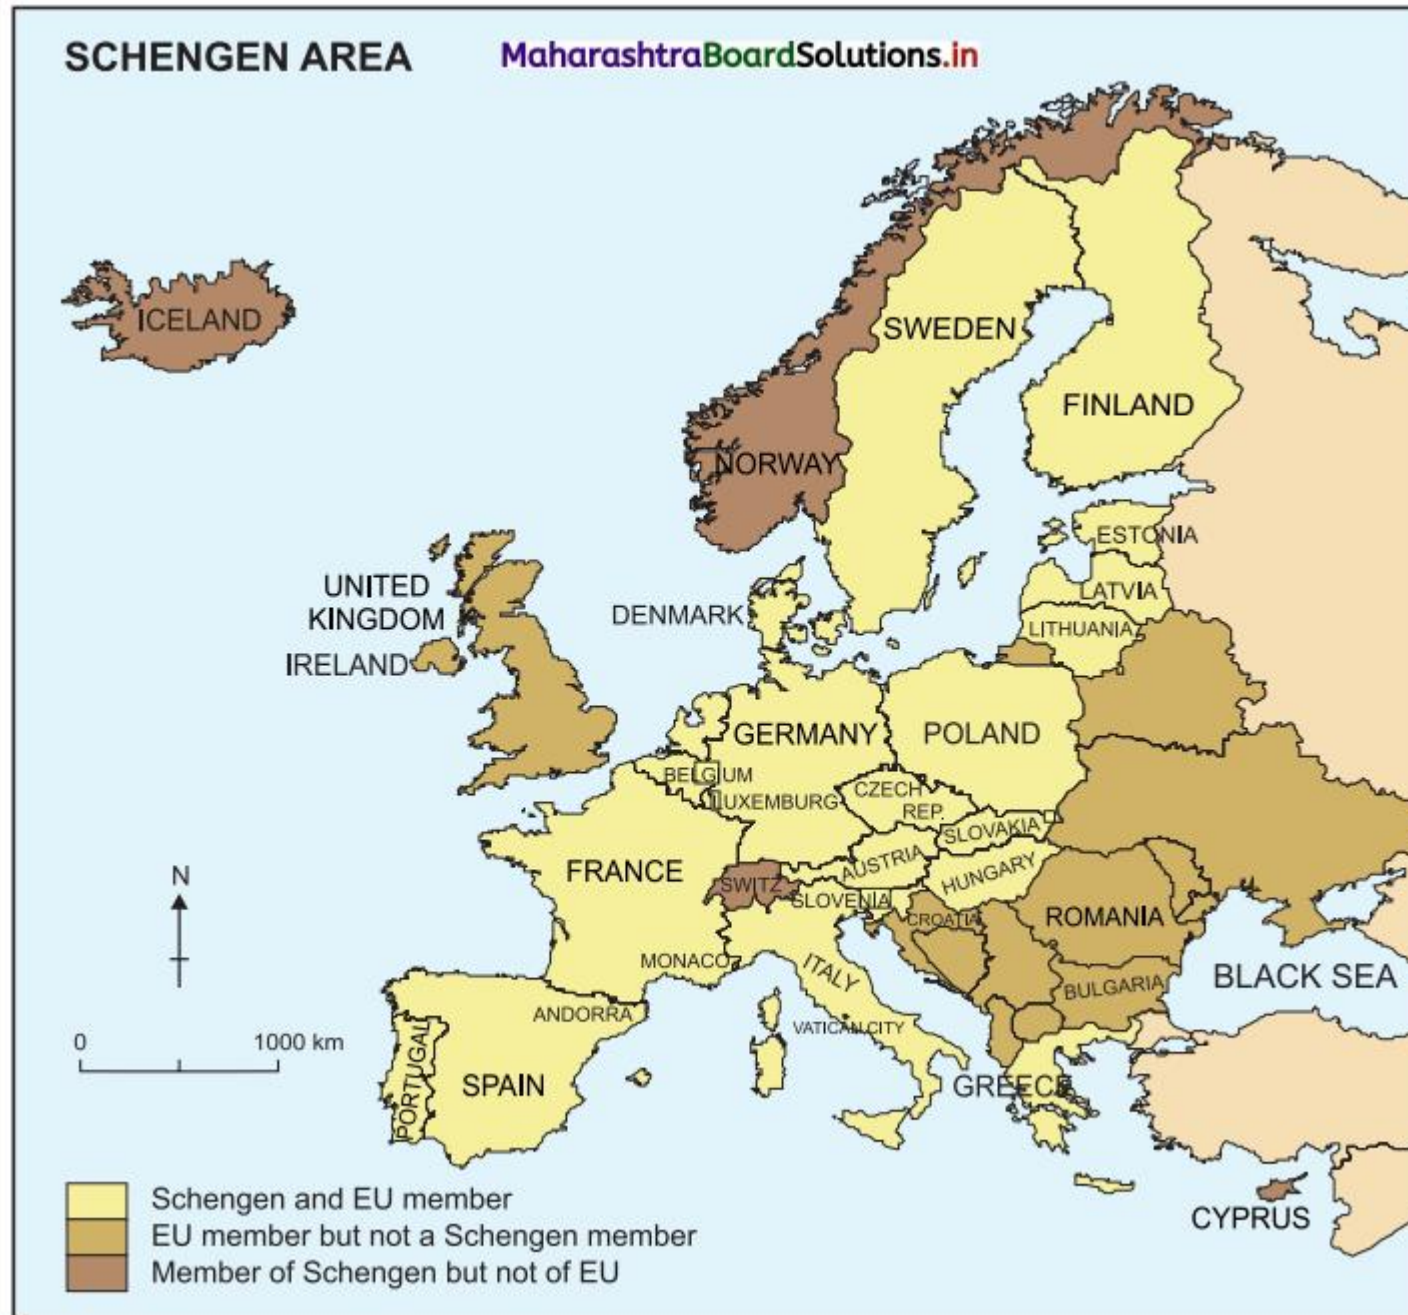 SCHENGEN AREA
MaharashtraBoardSolutions.in
ICELAND
SWEDEN
FINLAND
NORWAY
ESTONIA
UNITED
KINGDOM
LATVIA
DENMARK
LITHUANIA
IRELAND
GERMANY
POLAND
BELGIUM
LUXEMBURG
CZECH
REP.
SLOVAKIA
AUSTRIA
HUNGARY
FRANCE
SWITZ
SLOVENIA
CROATIA
ROMANIA
N
MONACO
ITALY
BULGARIA
BLACK SEA
ANDORRA
VATICAN CITY
0 1000 km
PORTUGAL
SPAIN
GREECE
CYPRUS
Schengen and EU member
EU member but not a Schengen member
Member of Schengen but not of EU